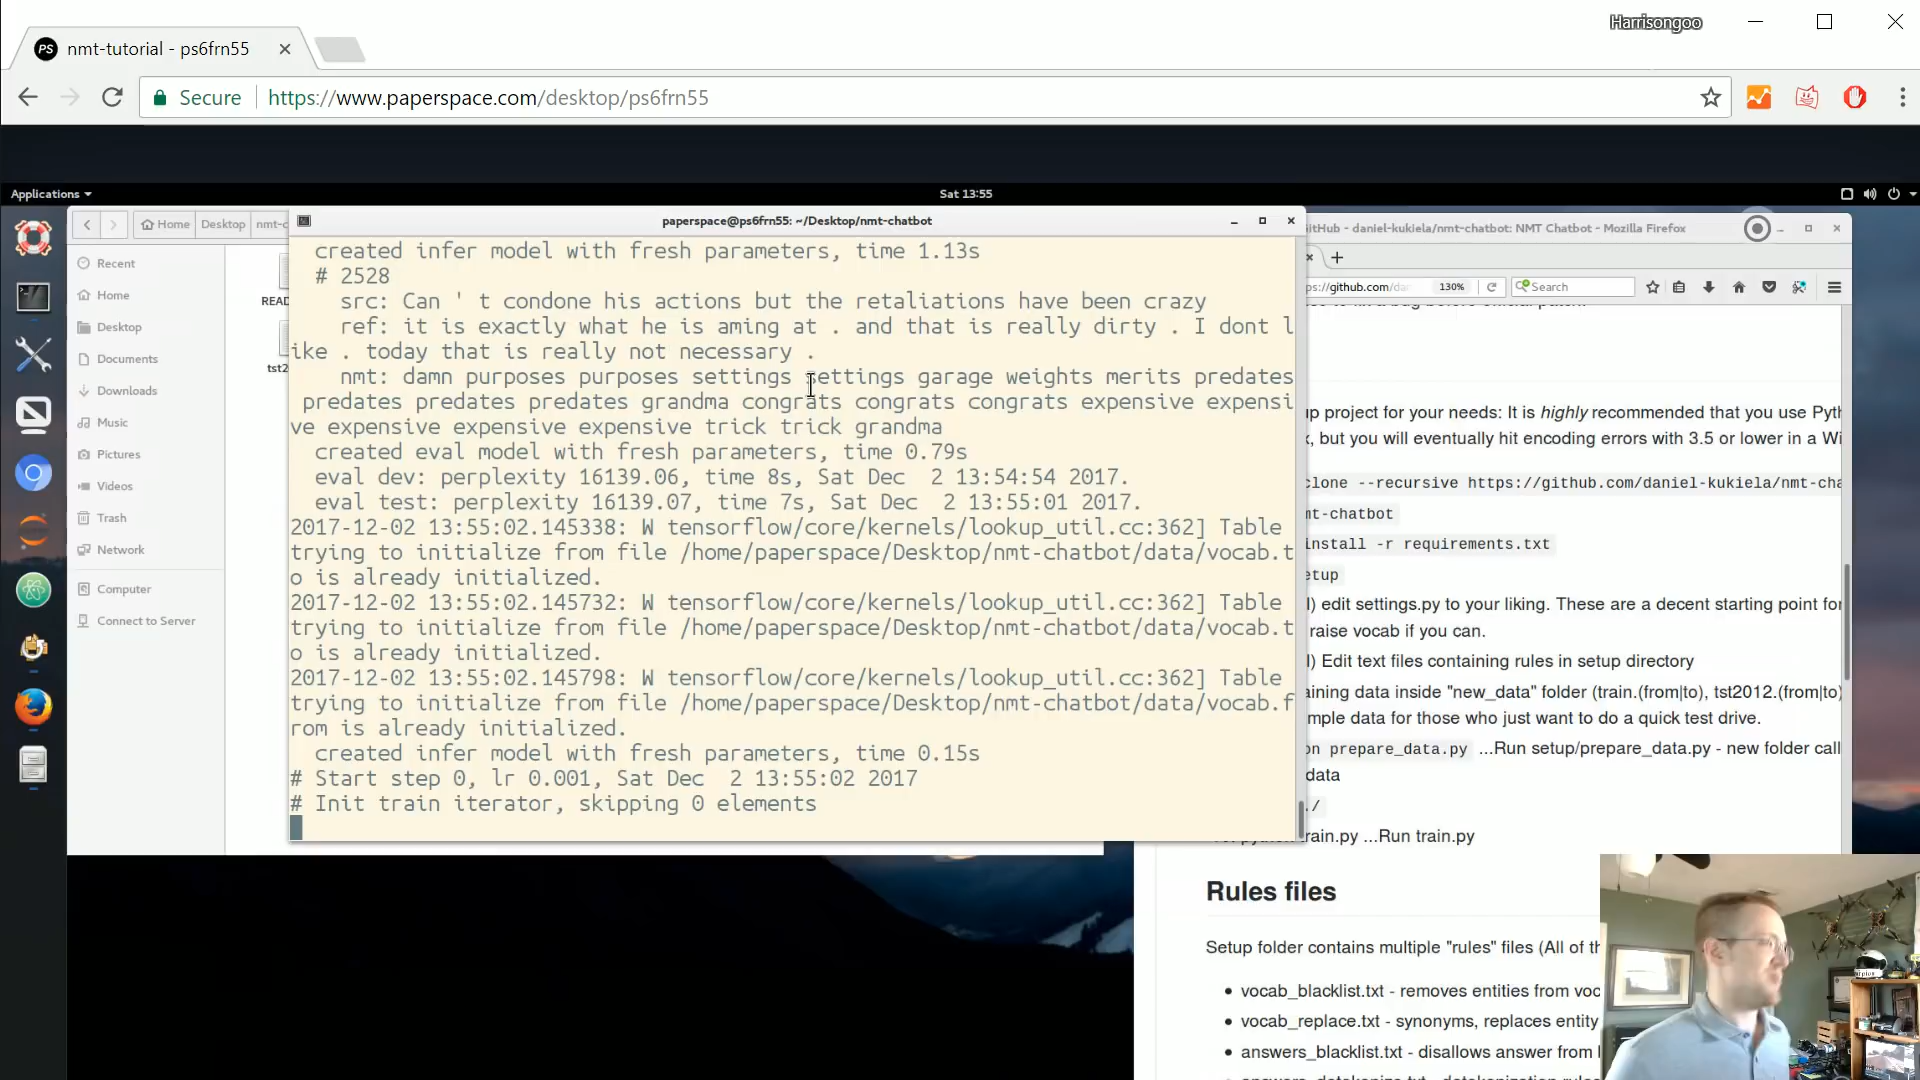 Harrisongoo
nmt-tutorial - ps6frn55
Secure
https://www.paperspace.com/desktop/ps6frn55
Applications
Sat 13:55
Home
Desktop
nmt-c
Recent
Home
Desktop
Documents
Downloads
Music
Pictures
Videos
Trash
Network
Computer
Connect to Server
READ
tst2
paperspace@ps6frn55: ~/Desktop/nmt-chatbot
created infer model with fresh parameters, time 1.13s
# 2528
src: Can ' t condone his actions but the retaliations have been crazy
ref: it is exactly what he is aming at . and that is really dirty . I dont l
ike . today that is really not necessary .
nmt: damn purposes purposes settings settings garage weights merits predates
predates predates predates grandma congrats congrats congrats expensive expensi
ve expensive expensive expensive trick trick grandma
created eval model with fresh parameters, time 0.79s
eval dev: perplexity 16139.06, time 8s, Sat Dec  2 13:54:54 2017.
eval test: perplexity 16139.07, time 7s, Sat Dec  2 13:55:01 2017.
2017-12-02 13:55:02.145338: W tensorflow/core/kernels/lookup_util.cc:362] Table
trying to initialize from file /home/paperspace/Desktop/nmt-chatbot/data/vocab.t
o is already initialized.
2017-12-02 13:55:02.145732: W tensorflow/core/kernels/lookup_util.cc:362] Table
trying to initialize from file /home/paperspace/Desktop/nmt-chatbot/data/vocab.t
o is already initialized.
2017-12-02 13:55:02.145798: W tensorflow/core/kernels/lookup_util.cc:362] Table
trying to initialize from file /home/paperspace/Desktop/nmt-chatbot/data/vocab.f
rom is already initialized.
created infer model with fresh parameters, time 0.15s
# Start step 0, lr 0.001, Sat Dec  2 13:55:02 2017
# Init train iterator, skipping 0 elements
itHub - daniel-kukiela/nmt-chatbot: NMT Chatbot - Mozilla Firefox
ps://github.com/da
130%
Search
up project for your needs: It is highly recommended that you use Pyth
x, but you will eventually hit encoding errors with 3.5 or lower in a Wi
clone --recursive https://github.com/daniel-kukiela/nmt-cha
mt-chatbot
install -r requirements.txt
etup
l) edit settings.py to your liking. These are a decent starting point for
raise vocab if you can.
l) Edit text files containing rules in setup directory
aining data inside "new_data" folder (train.(from|to), tst2012.(from|to)
mple data for those who just want to do a quick test drive.
on prepare_data.py ...Run setup/prepare_data.py - new folder call
data
./
rain.py ...Run train.py
Rules files
Setup folder contains multiple "rules" files (All of th
vocab_blacklist.txt - removes entities from voc
vocab_replace.txt - synonyms, replaces entity
answers_blacklist.txt - disallows answer from